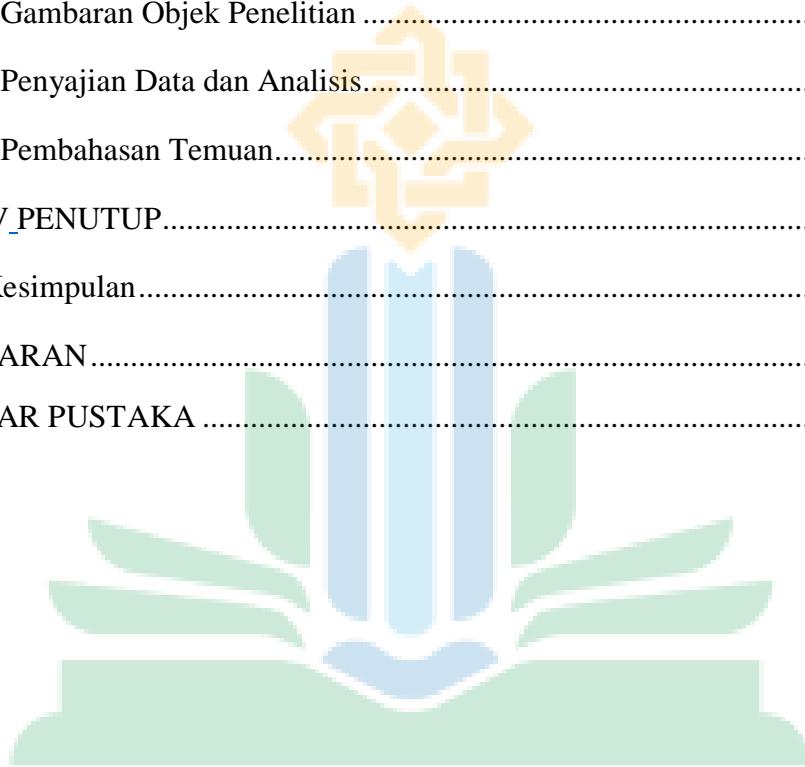 Gambaran Objek Penelitian ........................................................
Penyajian Data dan Analisis........................................................
Pembahasan Temuan...................................................................
V PENUTUP................................................................................
Kesimpulan...................................................................................
ARAN..........................................................................................
AR PUSTAKA ............................................................................